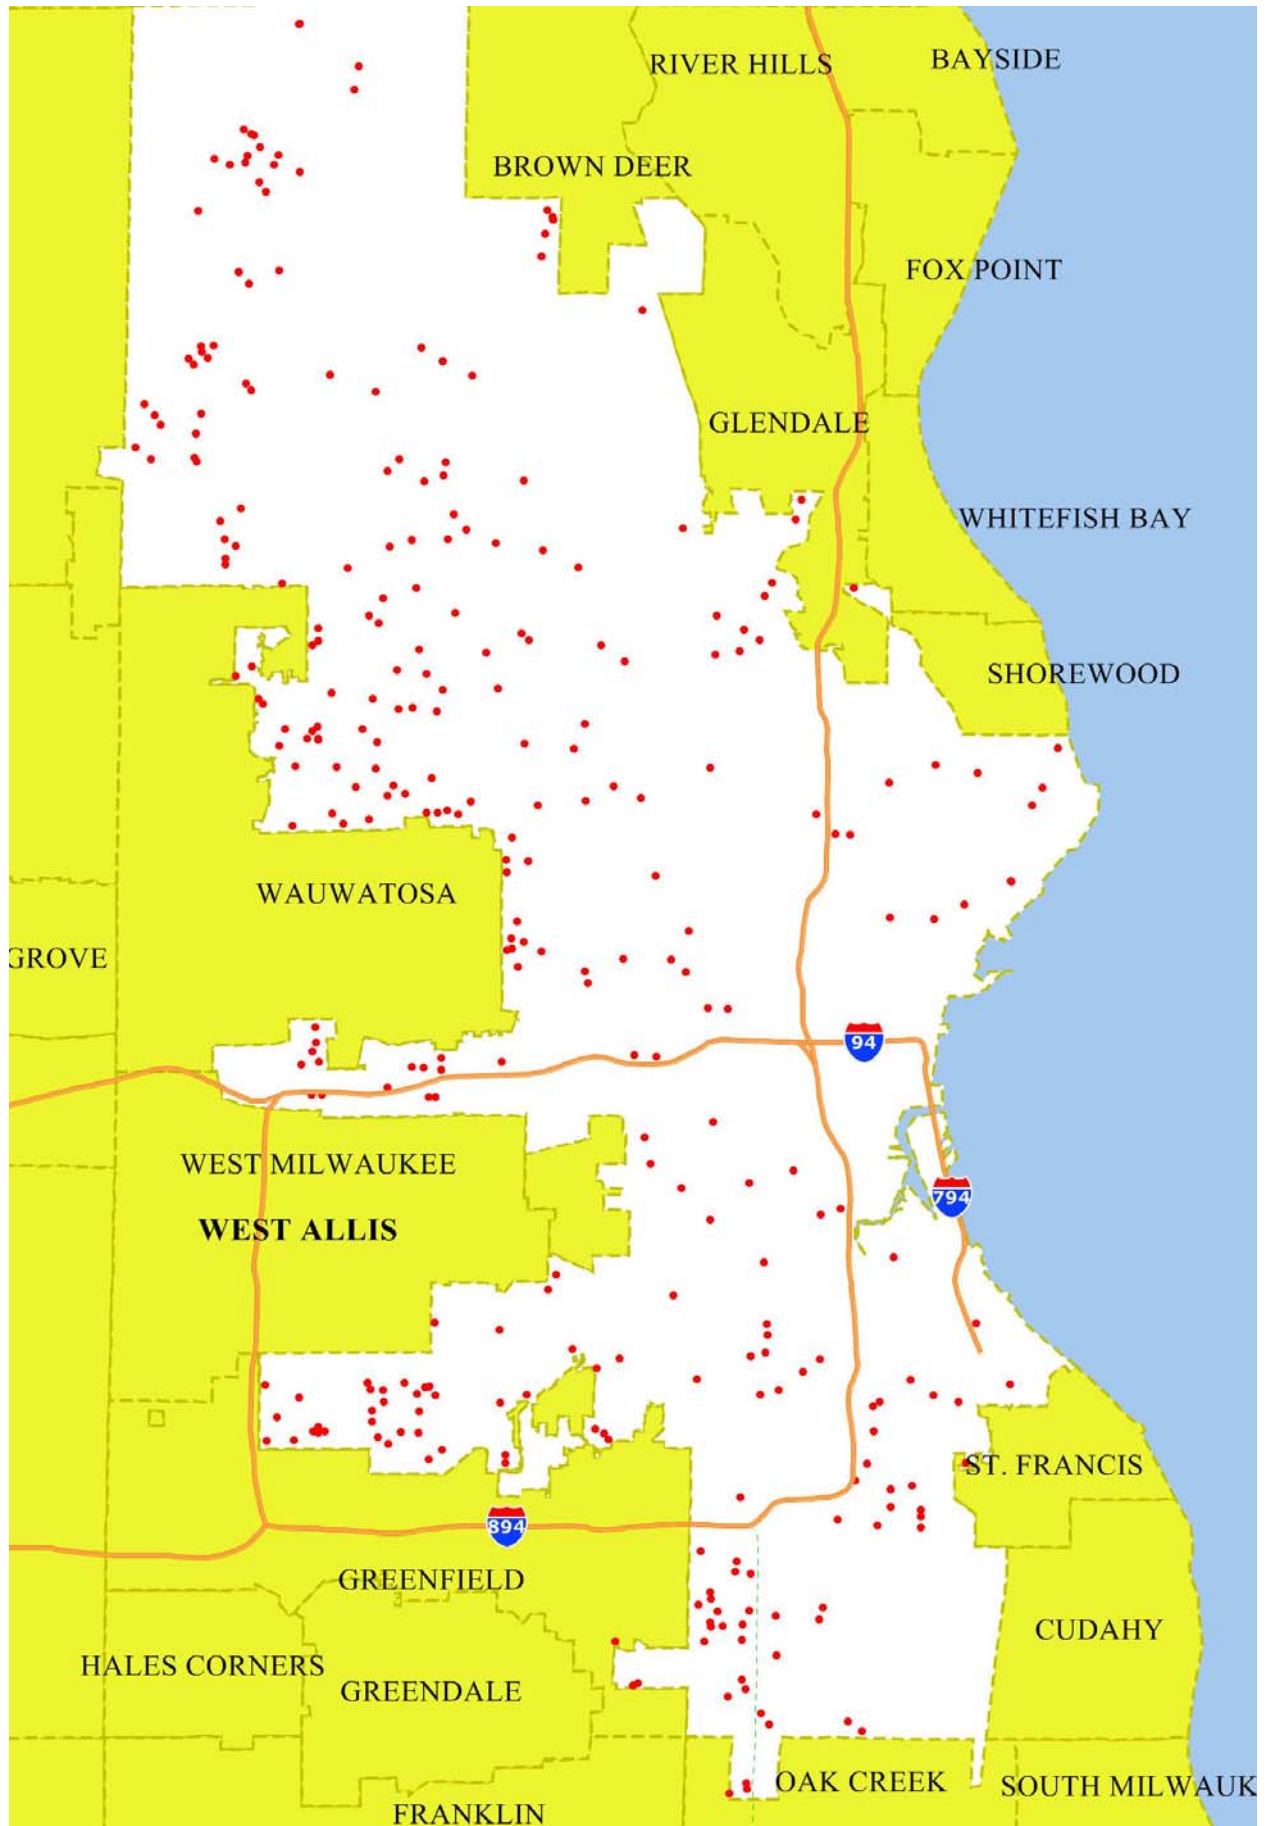 BAYSIDE
RIVER HILLS
BROWN DEER
FOX POINT
GLENDALE
WHITEFISH BAY
SHOREWOOD
WAUWATOSA
GROVE
94
WEST MILWAUKEE
794
WEST ALLIS
ST. FRANCIS
894
GREENFIELD
CUDAHY
HALES CORNERS
GREENDALE
OAK CREEK
SOUTH MILWAUK
FRANKLIN